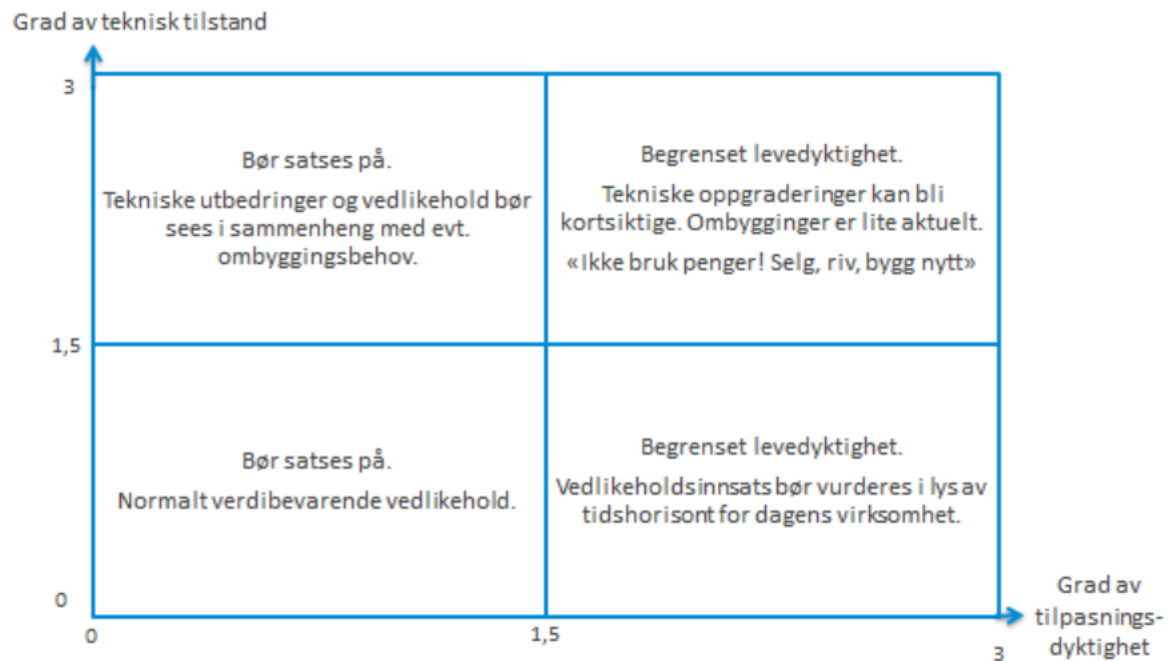 Grad av teknisk tilstand
3
Bør satses på.
Tekniske utbedringer og vedlikehold bør
sees i sammenheng med evt.
ombyggingsbehov.
Begrenset levedyktighet.
Tekniske oppgraderinger kan bli
kortsiktige. Ombygginger er lite aktuelt.
«Ikke bruk penger! Selg, riv, bygg nytt»
1,5
Bør satses på.
Normalt verdibevarende vedlikehold.
Begrenset levedyktighet.
Vedlikeholdsinnsats bør vurderes i lys av
tidshorisont for dagens virksomhet.
0
0
1,5
3
Grad av
tilpasnings-
dyktighet